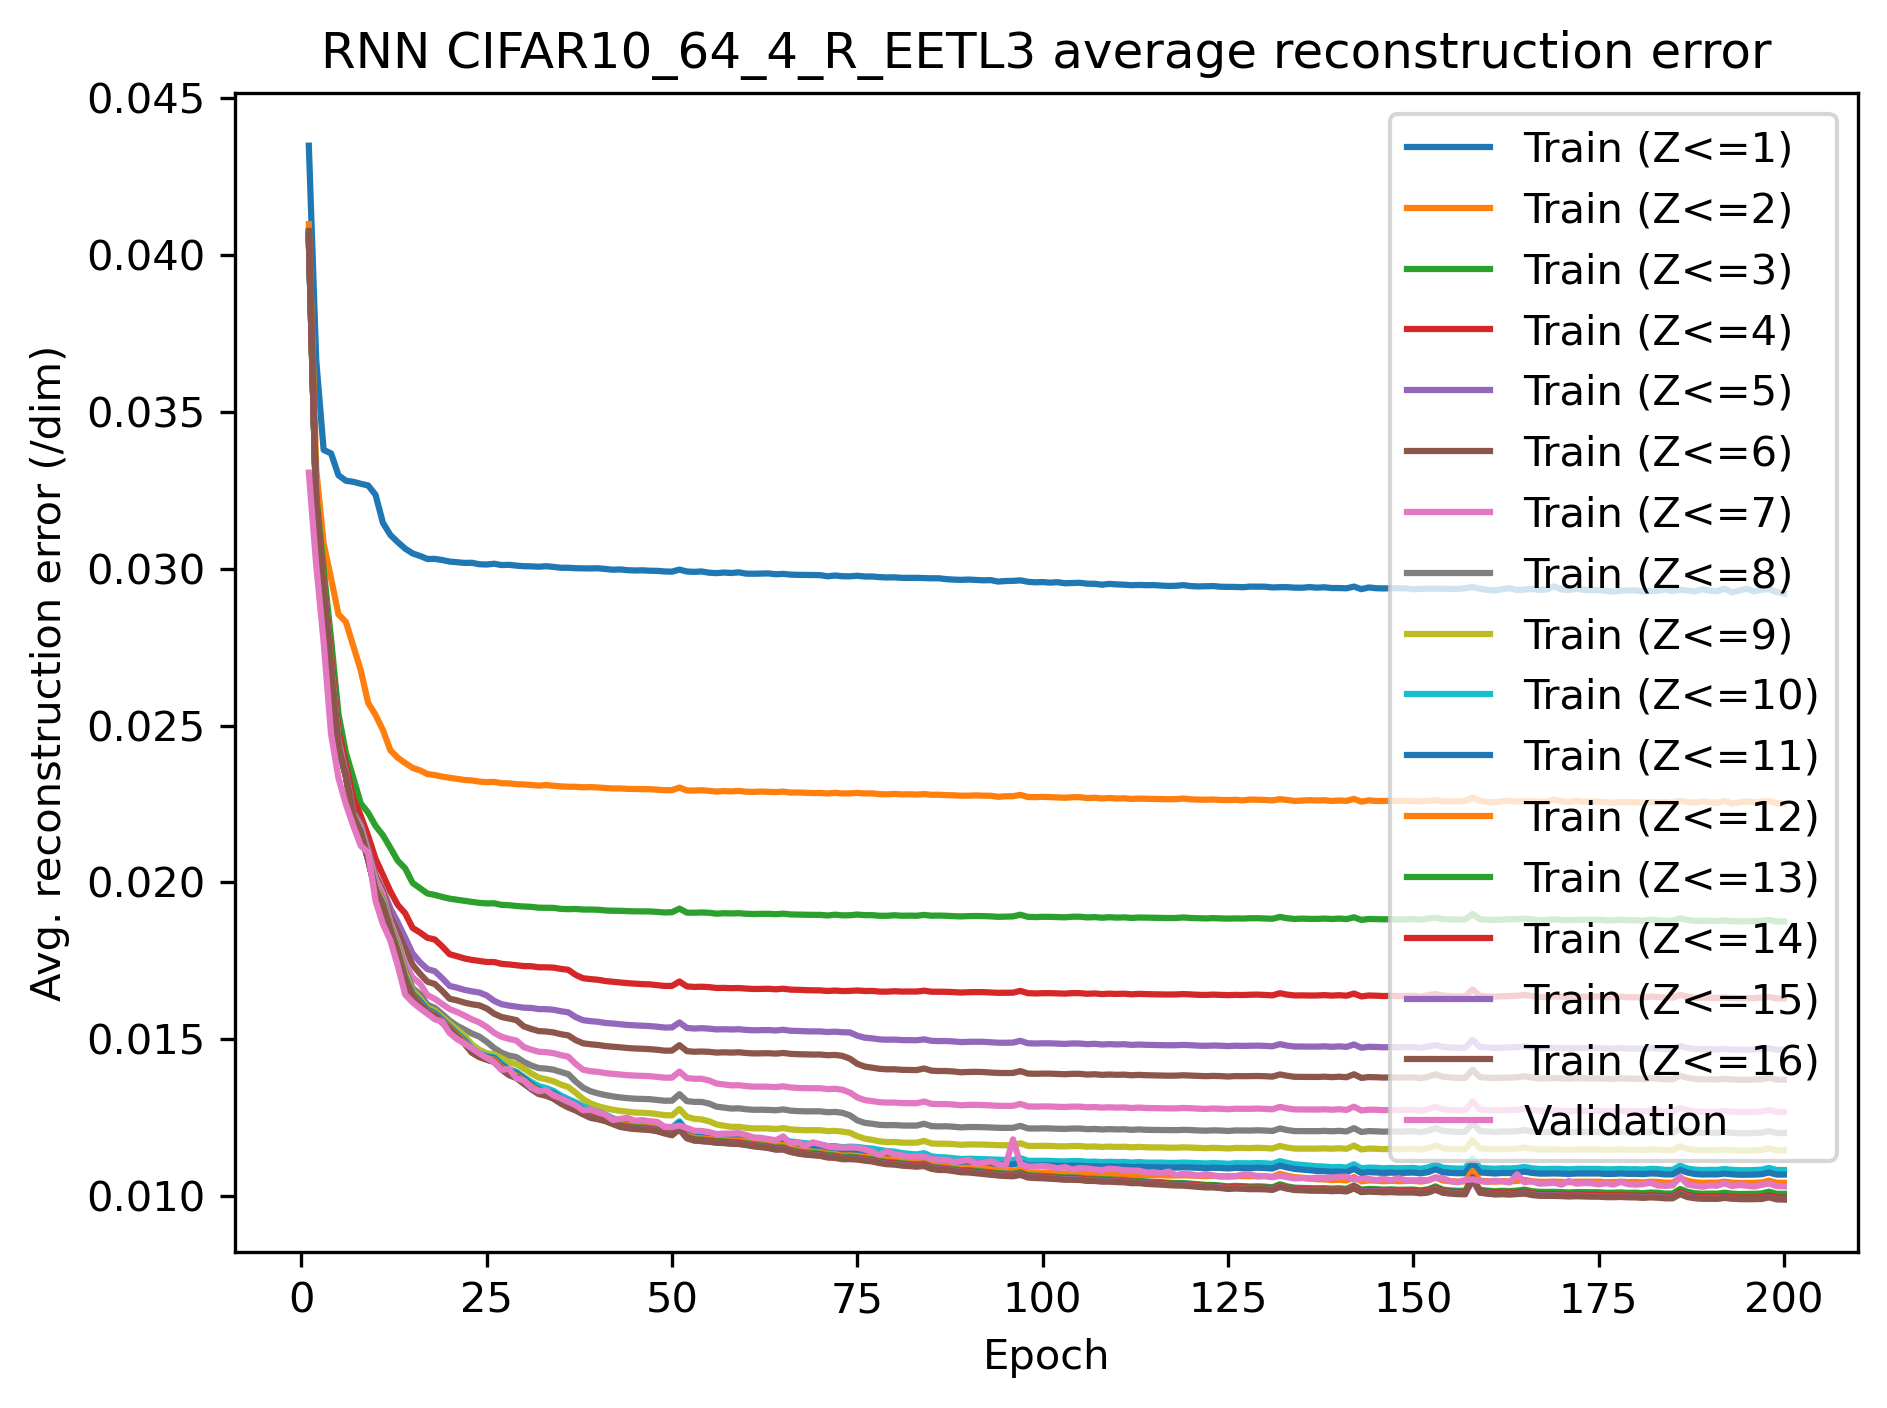 RNN CIFAR10_64_4_R_EETL3 average reconstruction error
Avg. reconstruction error (/dim)
0.045
0.040
0.035
0.030
0.025
0.020
0.015
0.010
Train (Z<=1)
Train (Z<=2)
Train (Z<=3)
Train (Z<=4)
Train (Z<=5)
Train (Z<=6)
Train (Z<=7)
Train (Z<=8)
Train (Z<=9)
Train (Z<=10)
Train (Z<=11)
Train (Z<=12)
Train (Z<=13)
Train (Z<=14)
Train (Z<=15)
Train (Z<=16)
Validation
0 25 50 75 100 125 150 175 200
Epoch